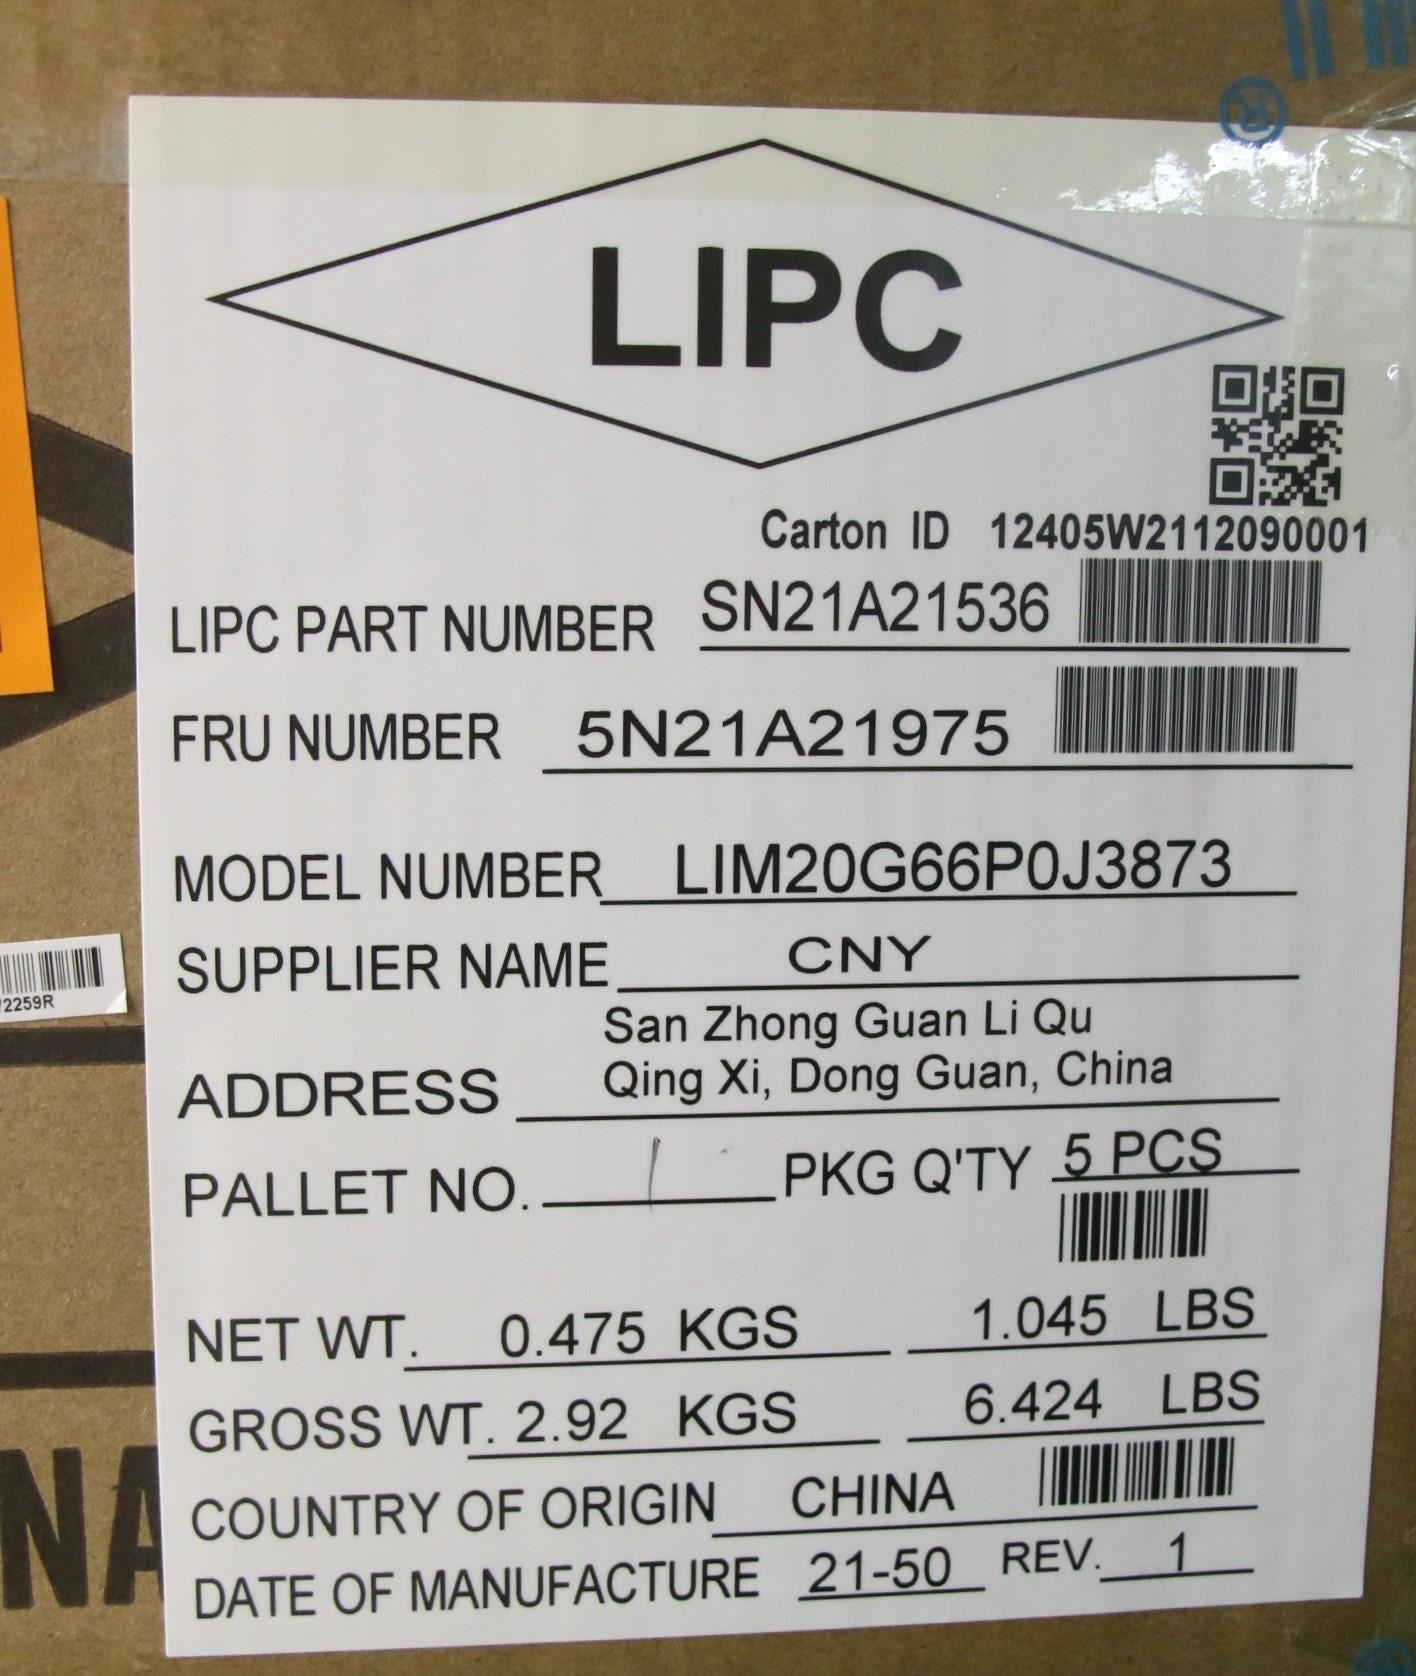 ®
LIPC
Carton ID 12405W2112090001
LIPC PART NUMBER SN21A21536
FRU NUMBER 5N21A21975
MODEL NUMBER LIM20G66P0J3873
SUPPLIER NAME CNY
San Zhong Guan Li Qu
ADDRESS Qing Xi, Dong Guan, China
PALLET NO. 1 PKG Q'TY 5 PCS
NET WT. 0.475 KGS 1.045 LBS
GROSS WT. 2.92 KGS 6.424 LBS
COUNTRY OF ORIGIN CHINA
DATE OF MANUFACTURE 21-50 REV. 1
2259R
NA